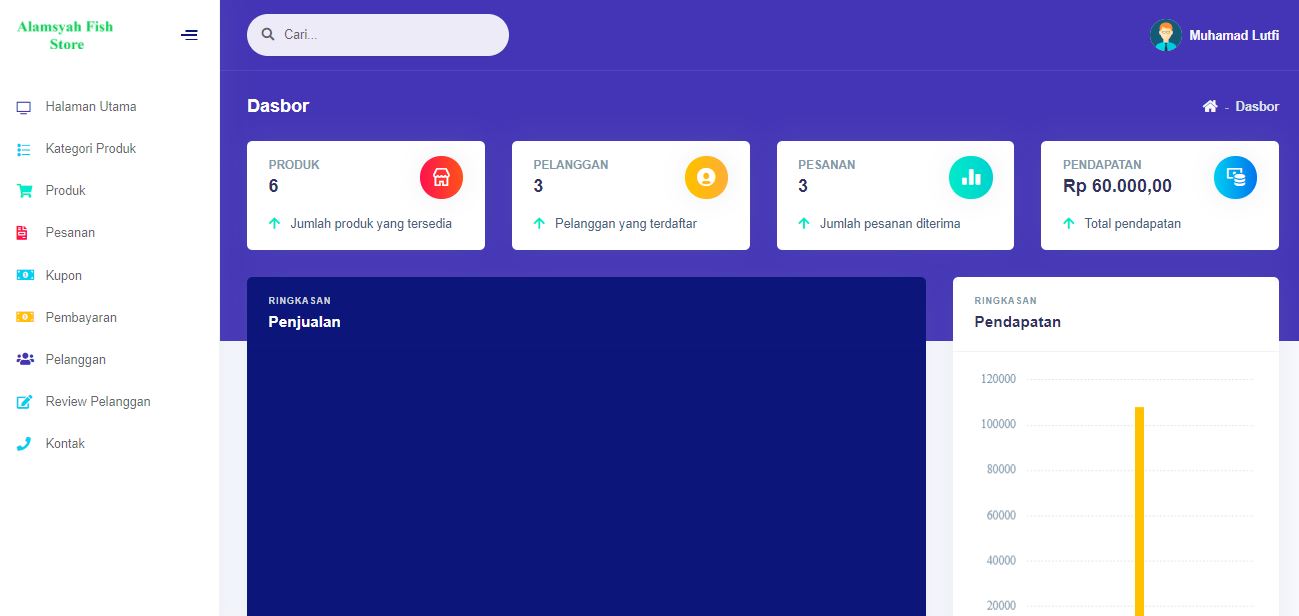 Alamsyah Fish
Store
Cari...
Muhamad Lutfi
Halaman Utama
Kategori Produk
Produk
Pesanan
Kupon
Pembayaran
Pelanggan
Review Pelanggan
Kontak
Dasbor
- Dasbor
PRODUK
6
Jumlah produk yang tersedia
PELANGGAN
3
Pelanggan yang terdaftar
PESANAN
3
Jumlah pesanan diterima
PENDAPATAN
Rp 60.000,00
Total pendapatan
RINGKASAN
Penjualan
RINGKASAN
Pendapatan
120000
100000
80000
60000
40000
20000